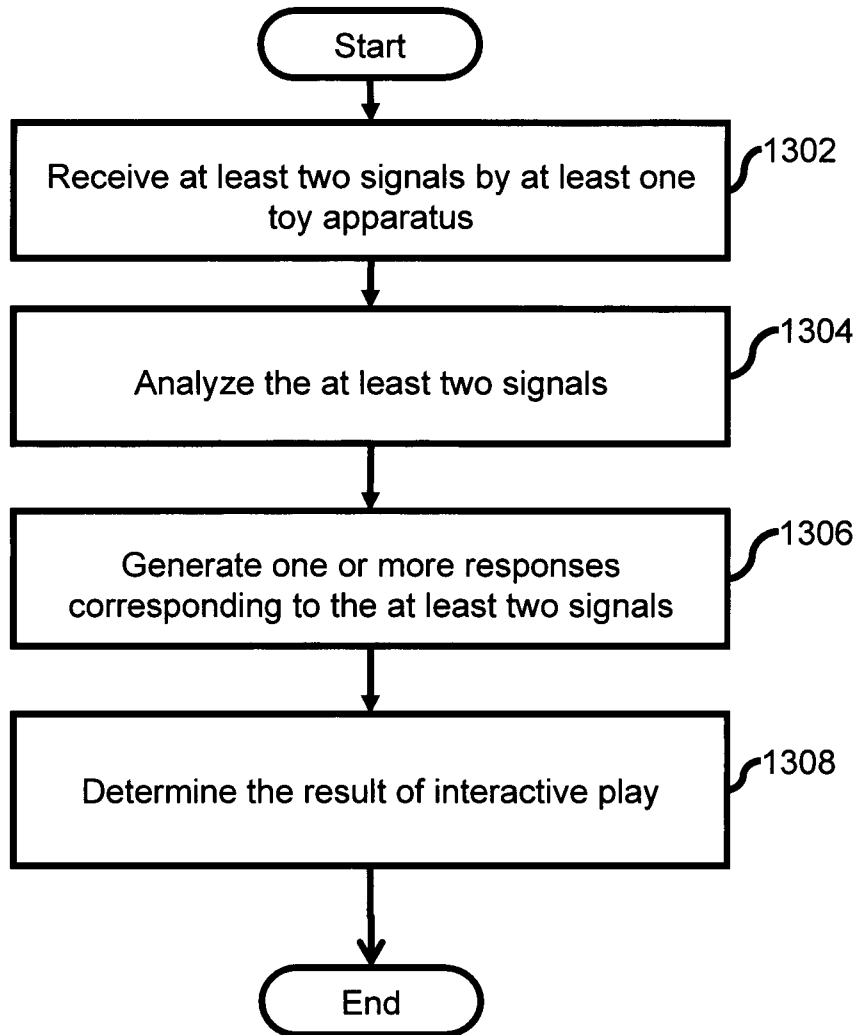 Start
1302
Receive at least two signals by at least one
toy apparatus
1304
Analyze the at least two signals
1306
Generate one or more responses
corresponding to the at least two signals
1308
Determine the result of interactive play
End